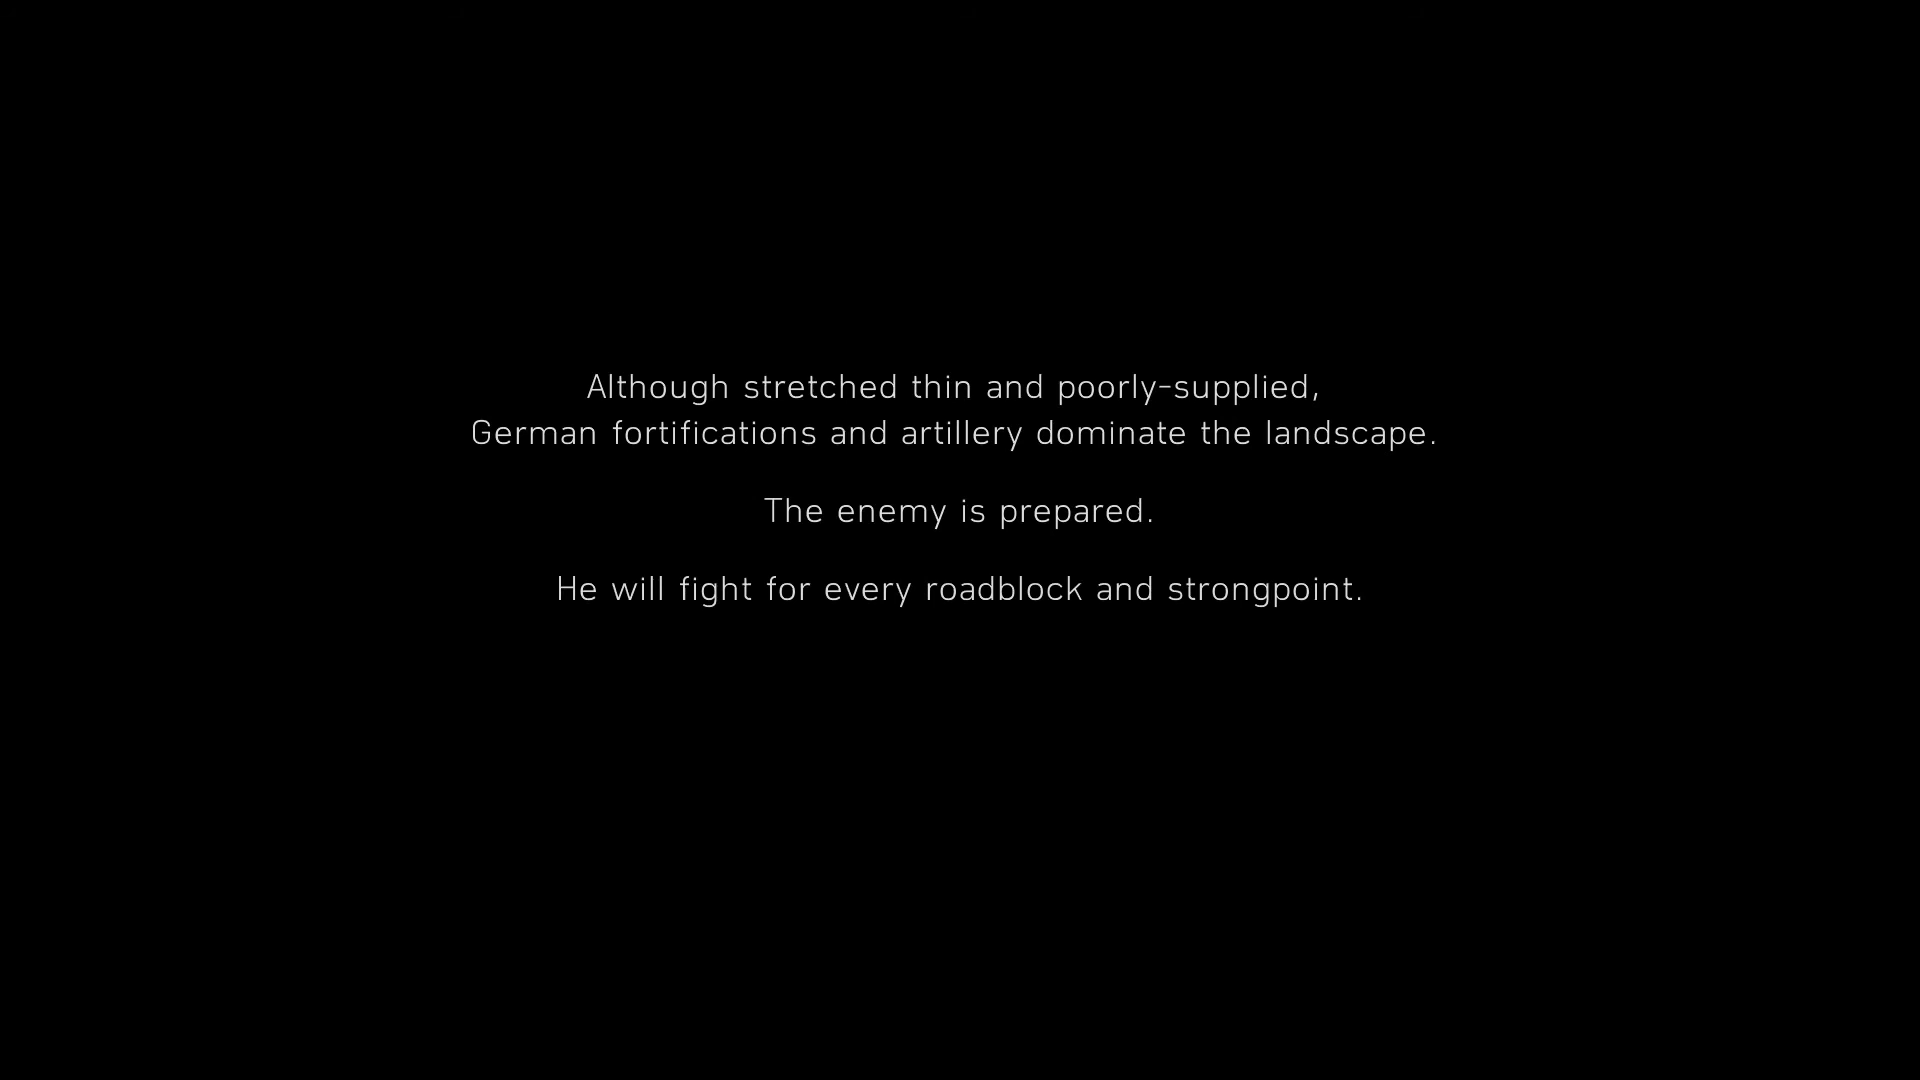 Although stretched thin and poorly-supplied,
German fortifications and artillery dominate the landscape.
The enemy is prepared.
He will fight for every roadblock and strongpoint.